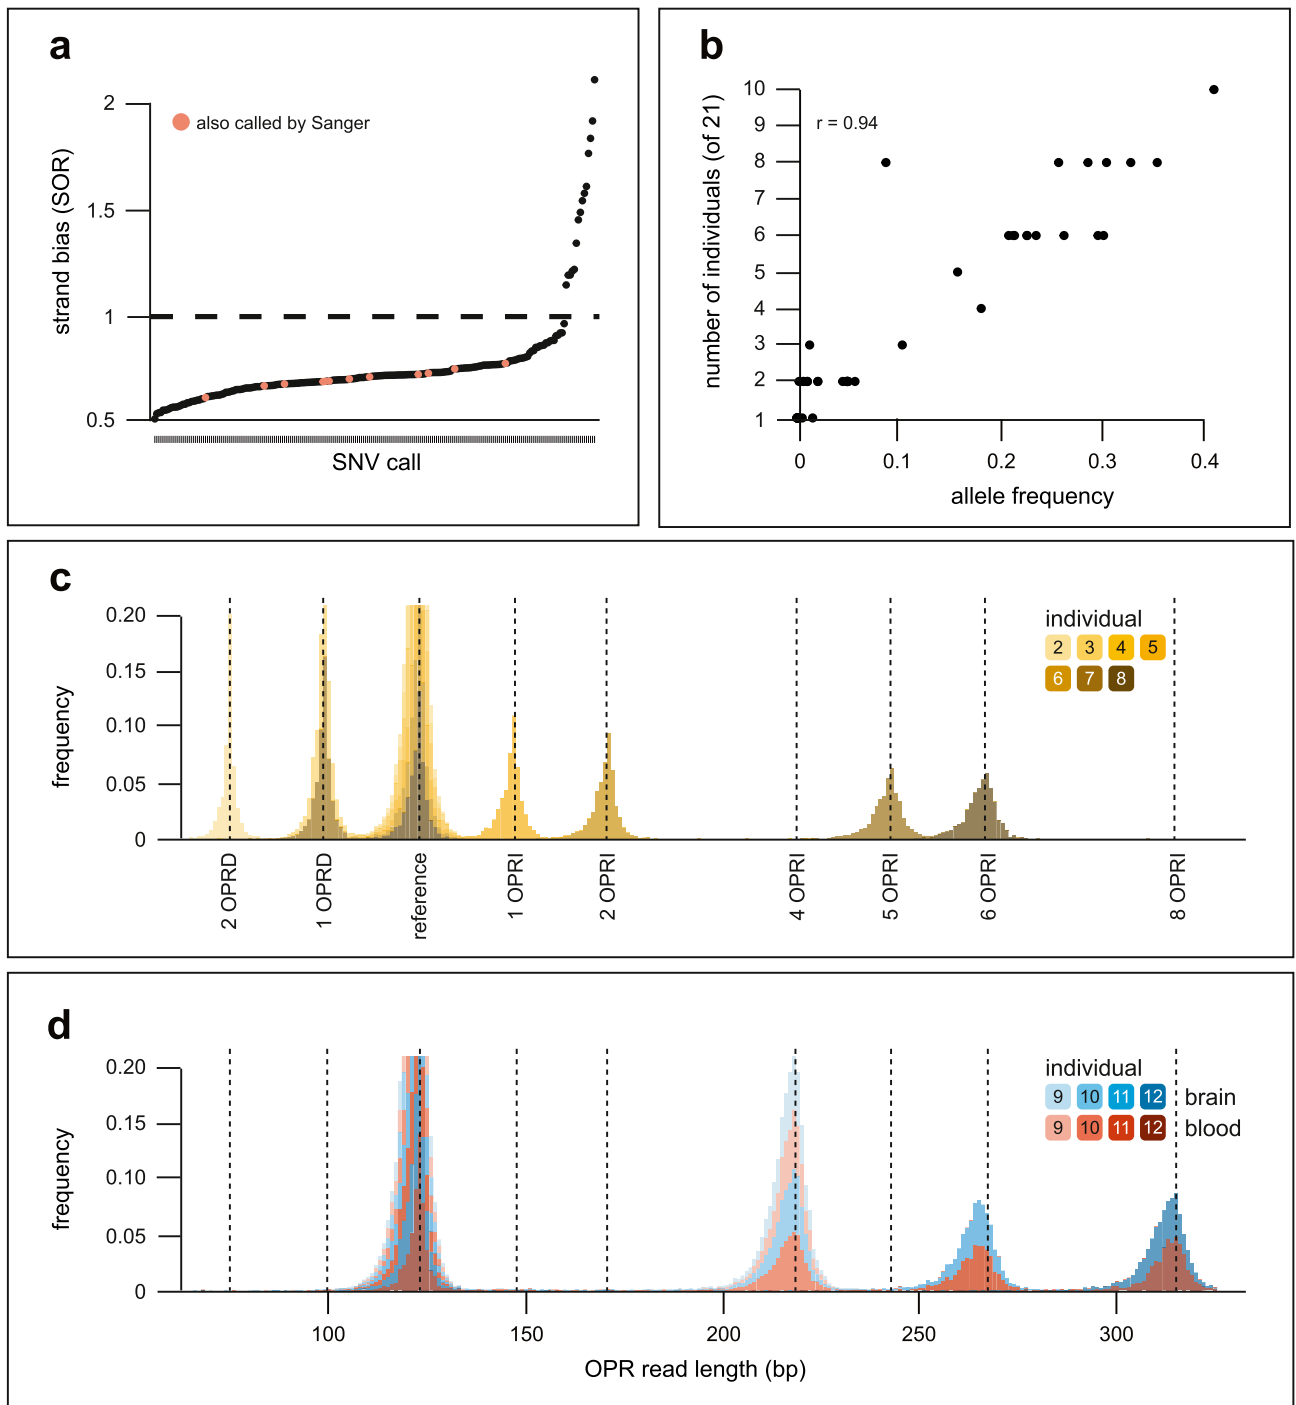 a
2
1.5
1
0.5
strand bias (SOR)
also called by Sanger
SNV call
b
10
9
8
7
6
5
4
3
2
1
number of individuals (of 21)
r = 0.94
0 0.1 0.2 0.3 0.4
allele frequency
c
0.20
0.15
0.10
0.05
0
frequency
individual
2 3 4 5
6 7 8
2 OPRD
1 OPRD
reference
1 OPRI
2 OPRI
4 OPRI
5 OPRI
6 OPRI
8 OPRI
d
0.20
0.15
0.10
0.05
0
frequency
individual
9 10 11 12 brain
9 10 11 12 blood
100 150 200 250 300
OPR read length (bp)